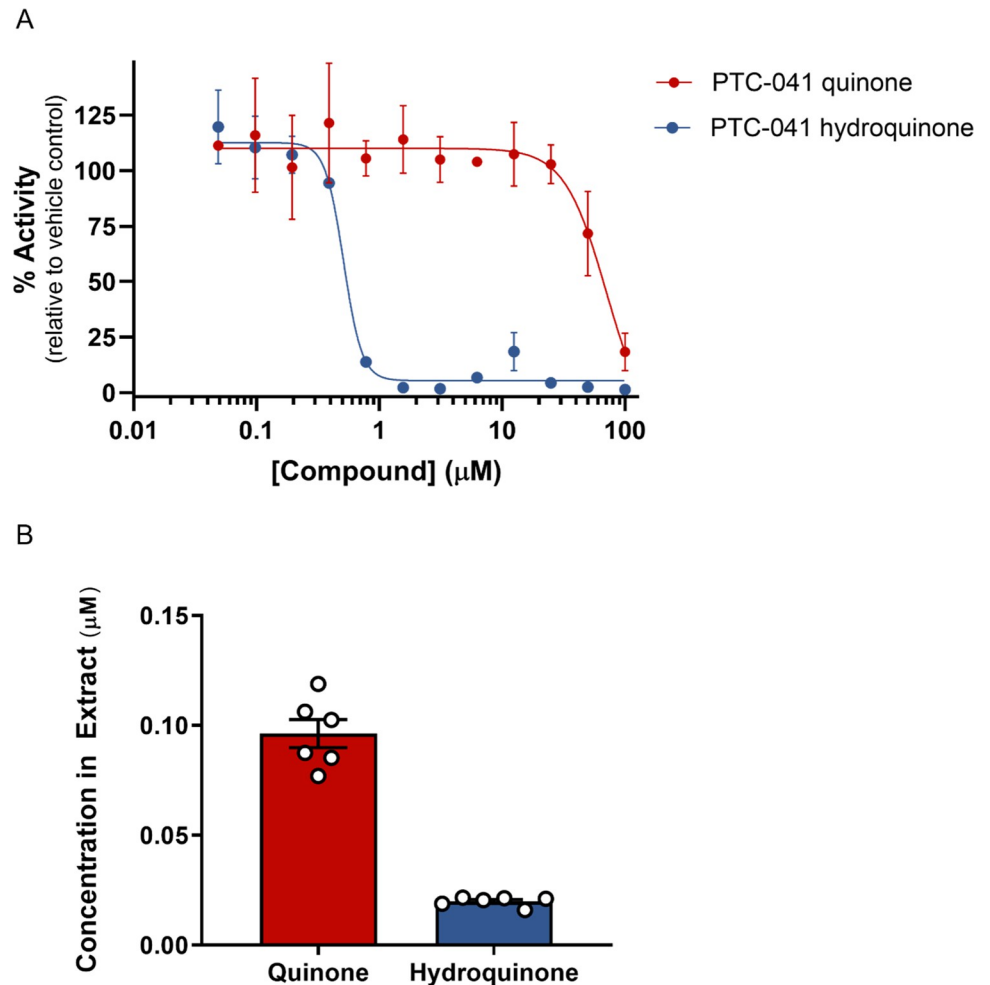 A
PTC-041 quinone
PTC-041 hydroquinone
% Activity
(relative to vehicle control)
125
100
75
50
25
0
0.01 0.1 1 10 100
[Compound] (μM)
B
Concentration in Extract (μM)
0.15
0.10
0.05
0.00
Quinone Hydroquinone